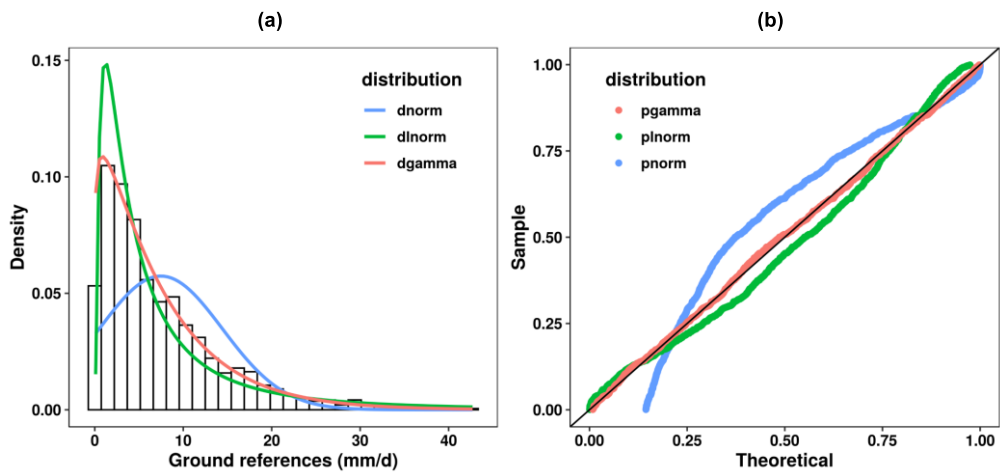 (a)
0.15
0.10
0.05
0.00
Density
0
10
20
30
40
Ground references (mm/d)
distribution
dnorm
dlnorm
dgamma
(b)
1.00
0.75
0.50
0.25
0.00
Sample
0.00
0.25
0.50
0.75
1.00
Theoretical
distribution
pgamma
plnorm
pnorm